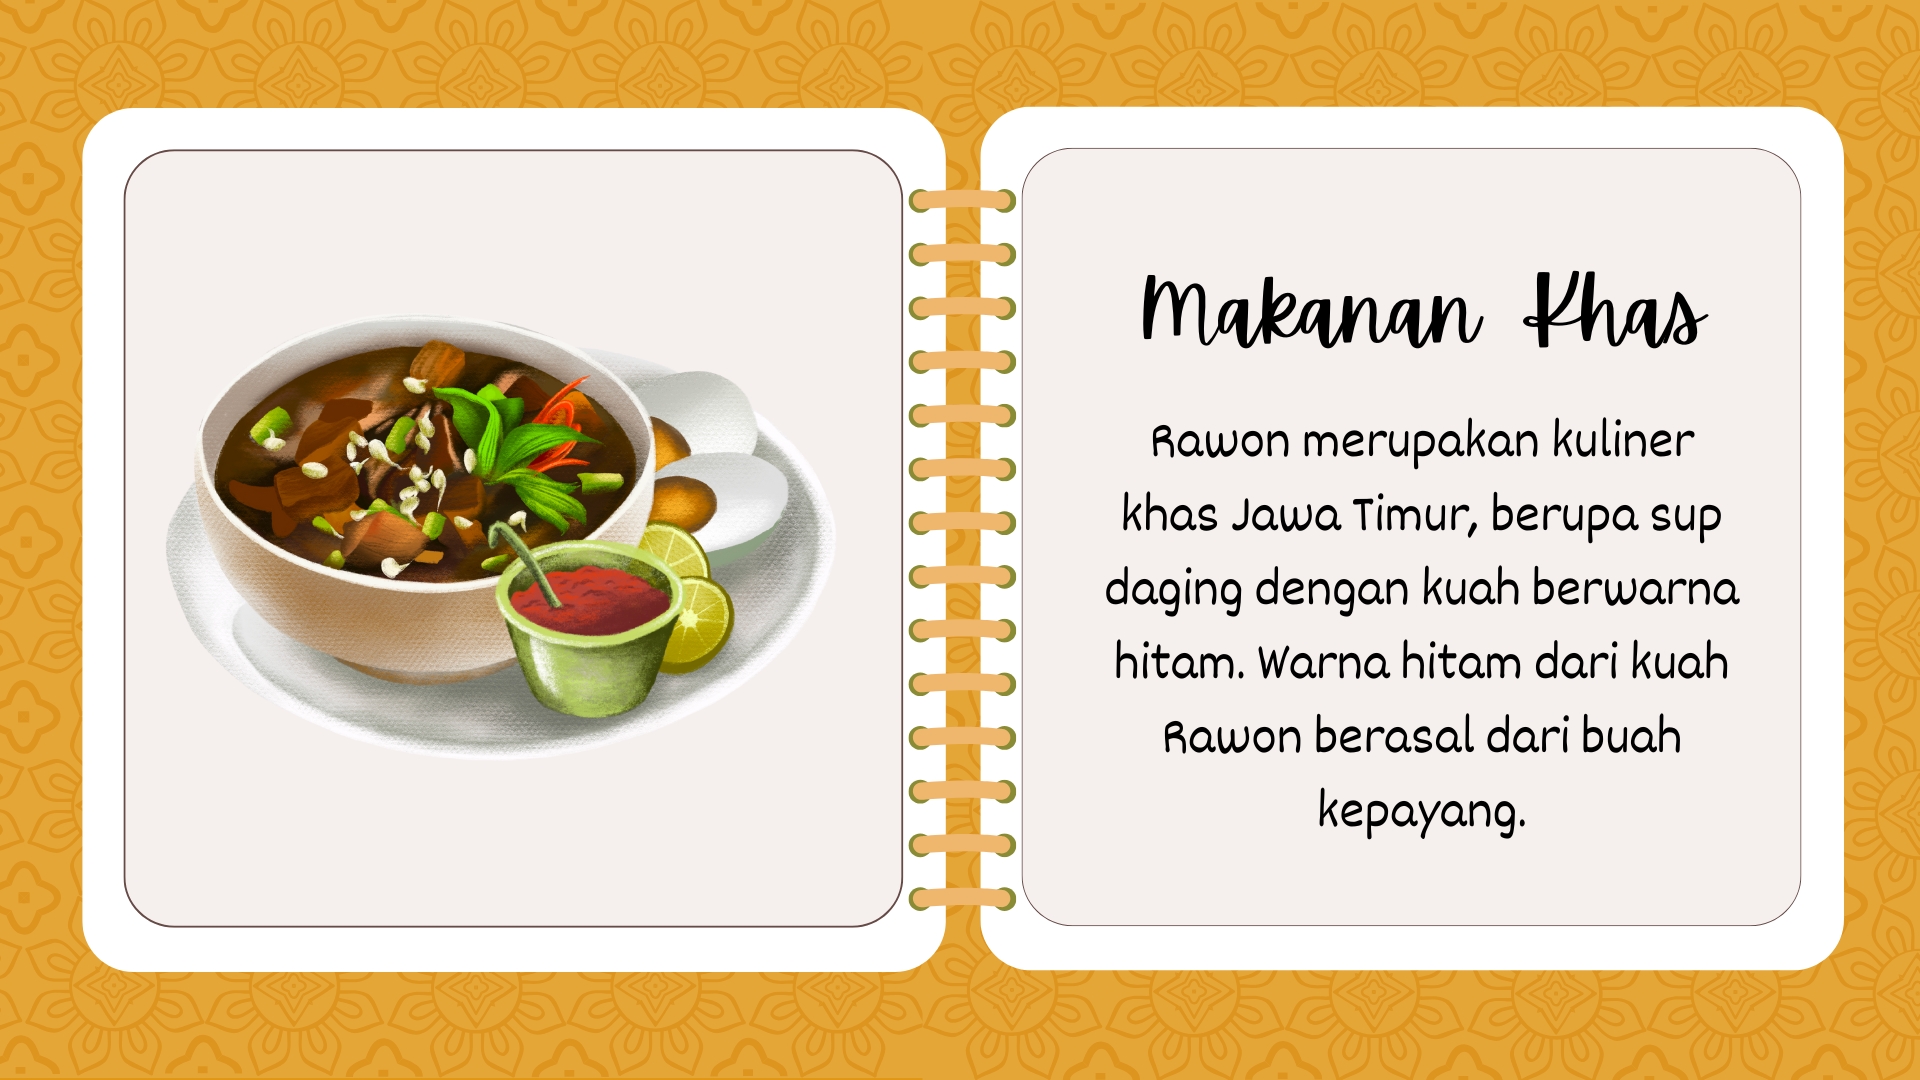 Makanan Khas
Rawon merupakan kuliner
khas Jawa Timur, berupa sup
daging dengan kuah berwarna
hitam. Warna hitam dari kuah
Rawon berasal dari buah
kepayang.